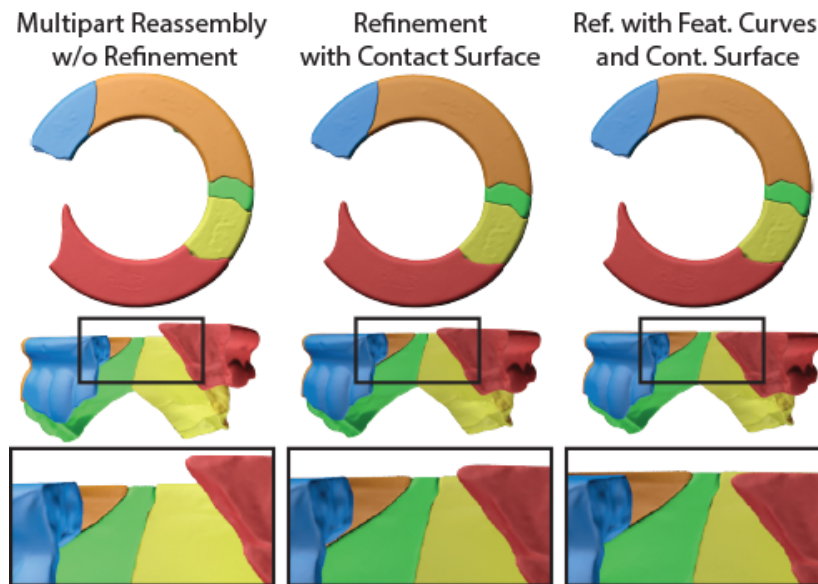 Multipart Reassembly
w/o Refinement
Refinement
with Contact Surface
Ref. with Feat. Curves
and Cont. Surface